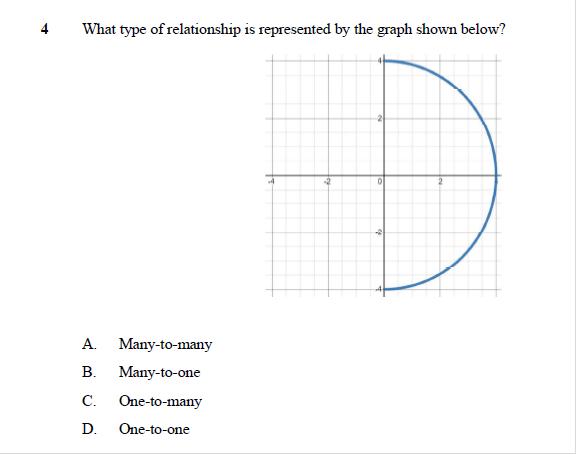 4 What type of relationship is represented by the graph shown below?
4
2
-4 -2 0 2
-2
-4
A. Many-to-many
B. Many-to-one
C. One-to-many
D. One-to-one